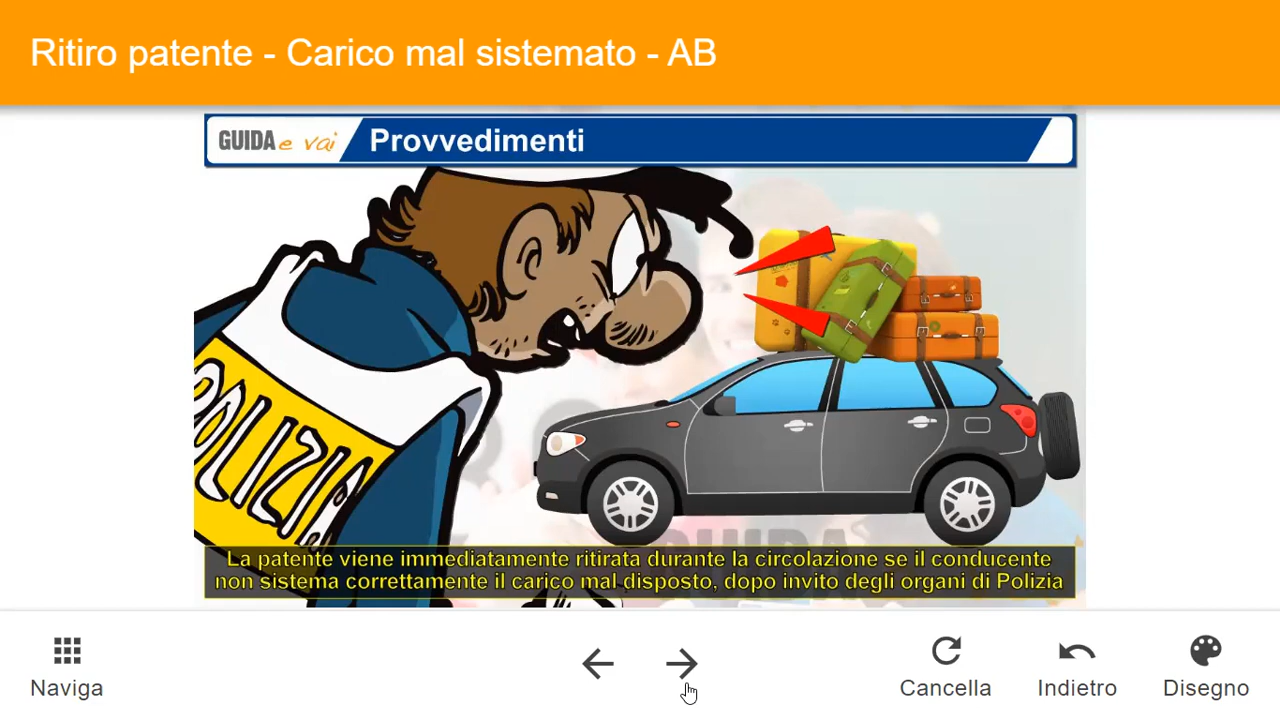 Ritiro patente - Carico mal sistemato - AB
GUIDA e vai
Provvedimenti
POLIZIA
La patente viene immediatamente ritirata durante la circolazione se il conducente
non sistema correttamente il carico mal disposto, dopo invito degli organi di Polizia
Naviga
Cancella
Indietro
Disegno